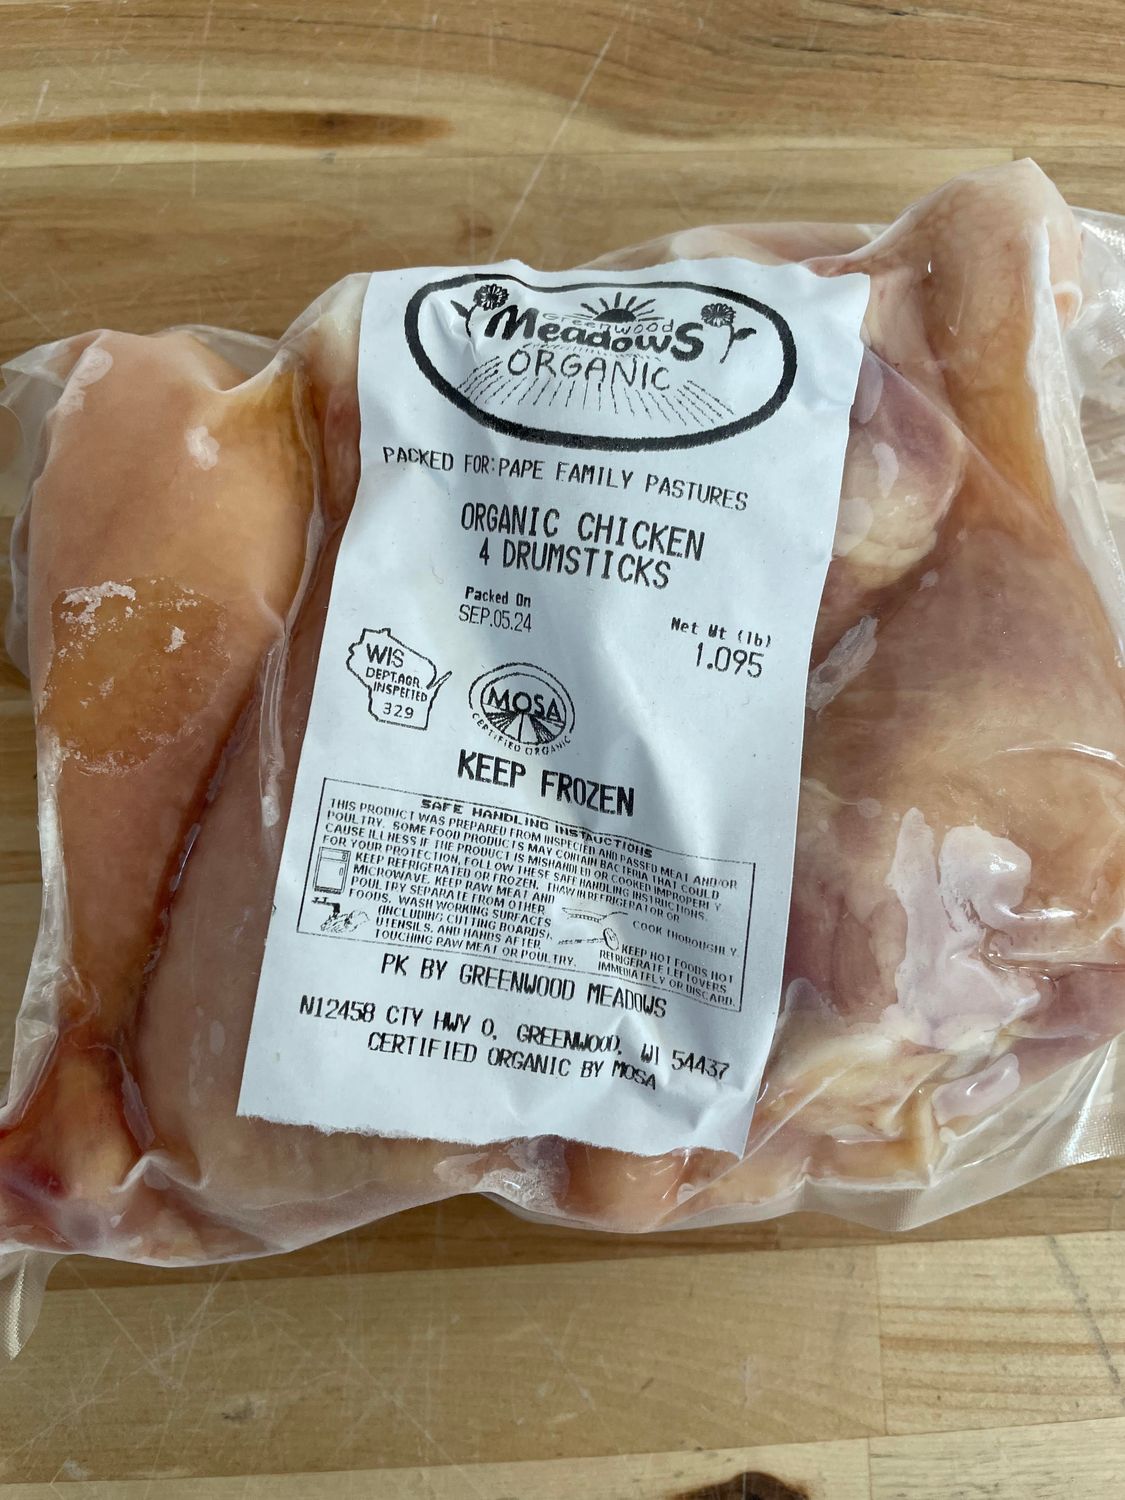 Greenwood
Meadows
ORGANIC
PACKED FOR: PAPE FAMILY PASTURES
ORGANIC CHICKEN
4 DRUMSTICKS
Packed On
SEP.05.24
Net Wt (lb)
1.095
WIS
DEPT.AGR.
INSPECTED
329
MOSA
CERTIFIED ORGANIC
KEEP FROZEN
SAFE HANDLING INSTRUCTIONS
THIS PRODUCT WAS PREPARED FROM INSPECTED AND PASSED MEAT AND/OR
POULTRY. SOME FOOD PRODUCTS MAY CONTAIN BACTERIA THAT COULD
CAUSE ILLNESS IF THE PRODUCT IS MISHANDLED OR COOKED IMPROPERLY.
FOR YOUR PROTECTION, FOLLOW THESE SAFE HANDLING INSTRUCTIONS.
KEEP REFRIGERATED OR FROZEN. THAW IN REFRIGERATOR OR
MICROWAVE. KEEP RAW MEAT AND
POULTRY SEPARATE FROM OTHER
FOODS. WASH WORKING SURFACES
(INCLUDING CUTTING BOARDS),
UTENSILS, AND HANDS AFTER
TOUCHING RAW MEAT OR POULTRY.
COOK THOROUGHLY
KEEP HOT FOODS HOT
REFRIGERATE LEFTOVERS
IMMEDIATELY OR DISCARD.
PK BY GREENWOOD MEADOWS
N12458 CTY HWY O, GREENWOOD, WI 54437
CERTIFIED ORGANIC BY MOSA